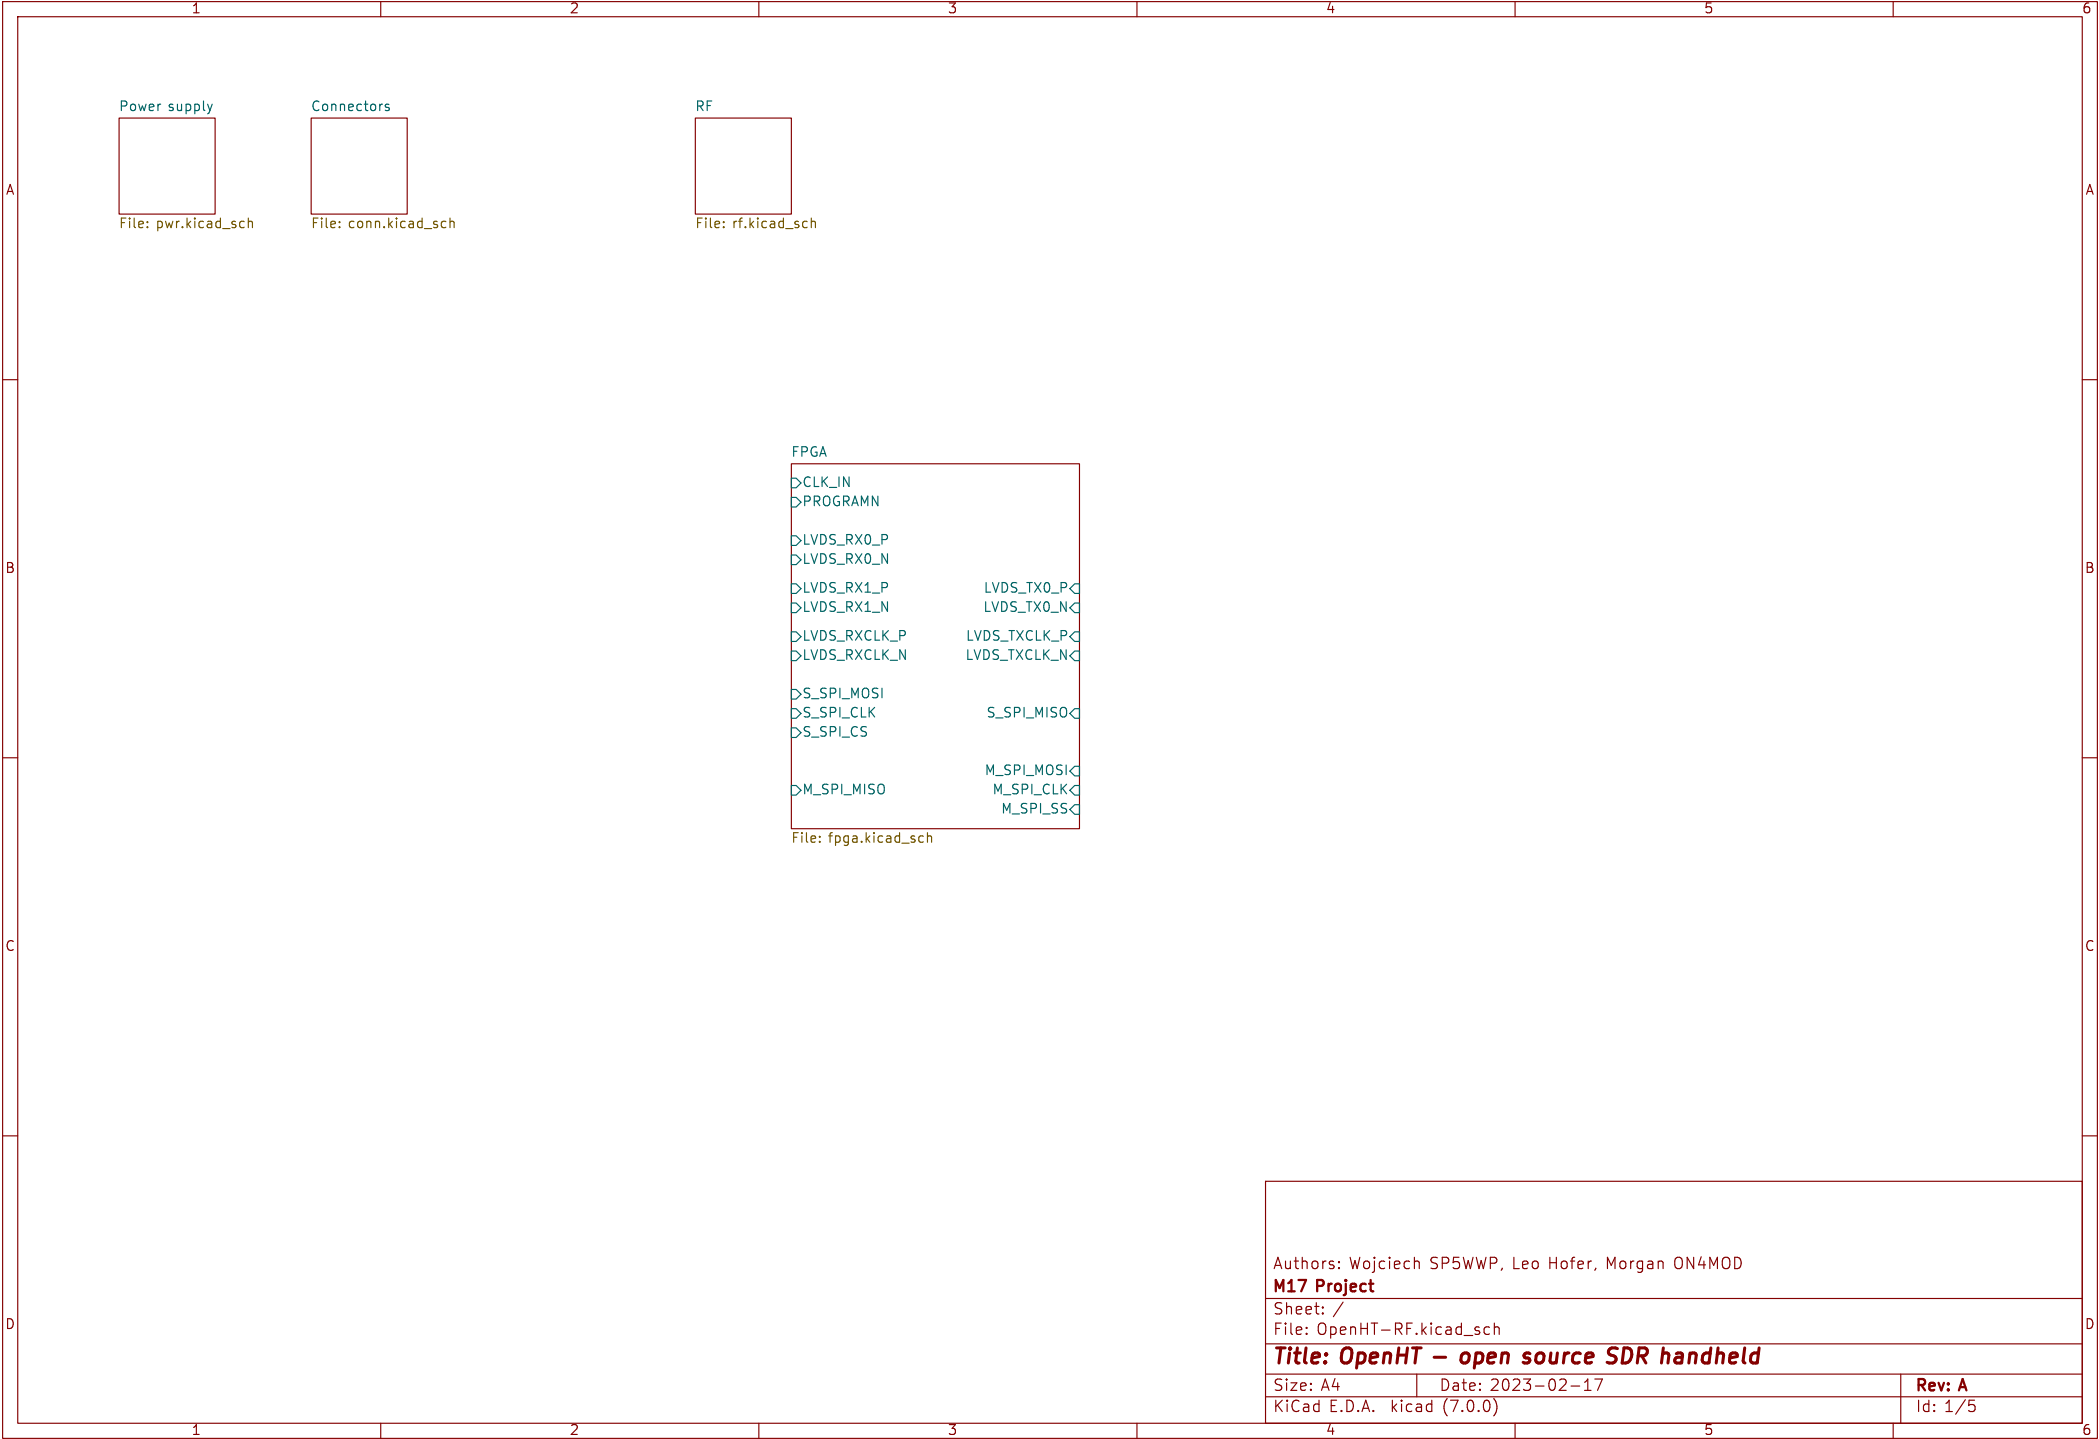 1 2 3 4 5 6
Power supply
Connectors
RF
A
A
File: pwr.kicad_sch
File: conn.kicad_sch
File: rf.kicad_sch
FPGA
CLK_IN
PROGRAMN
LVDS_RX0_P
LVDS_RX0_N
B
B
LVDS_RX1_P
LVDS_TX0_P
LVDS_RX1_N
LVDS_TX0_N
LVDS_RXCLK_P
LVDS_TXCLK_P
LVDS_RXCLK_N
LVDS_TXCLK_N
S_SPI_MOSI
S_SPI_CLK
S_SPI_MISO
S_SPI_CS
M_SPI_MOSI
M_SPI_MISO
M_SPI_CLK
M_SPI_SS
File: fpga.kicad_sch
C
C
Authors: Wojciech SP5WWP, Leo Hofer, Morgan ON4MOD
M17 Project
Sheet: /
D
D
File: OpenHT-RF.kicad_sch
Title: OpenHT - open source SDR handheld
Size: A4
Date: 2023-02-17
Rev: A
KiCad E.D.A. kicad (7.0.0)
Id: 1/5
1 2 3 4 5 6